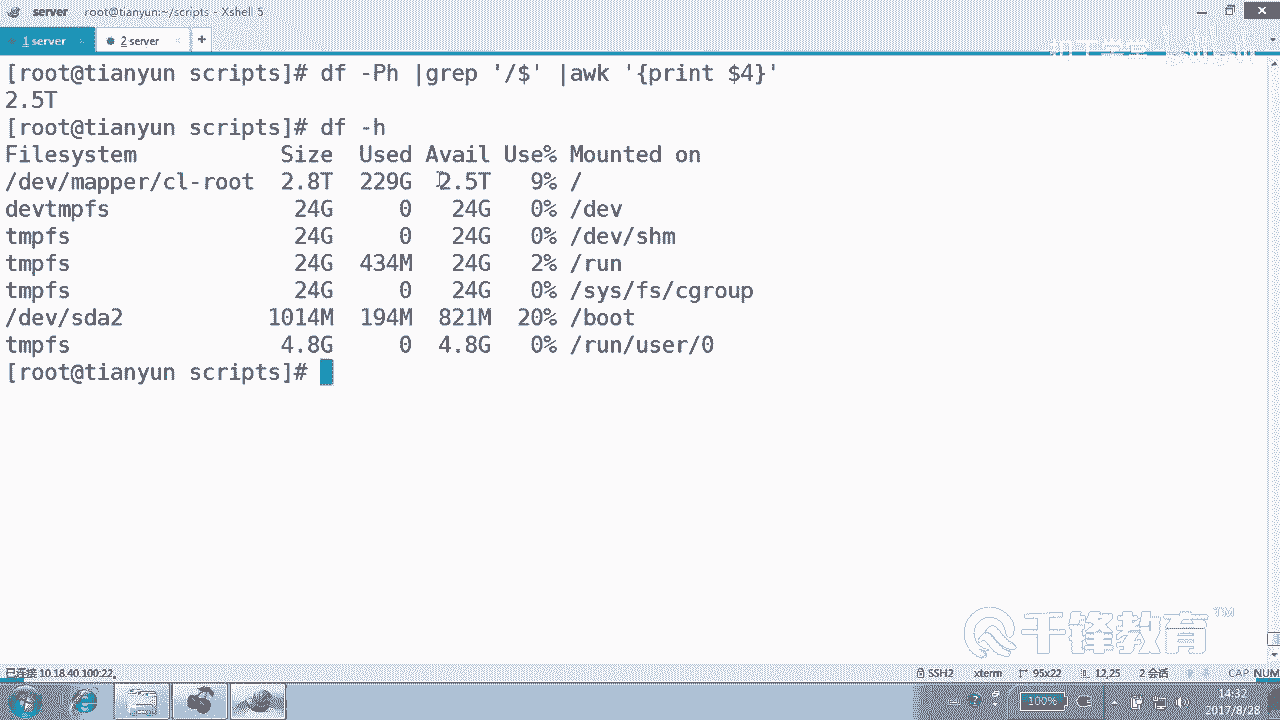 server root@tianyun:~/scripts - Xshell 5
1 server
2 server
+
[root@tianyun scripts]# df -Ph |grep '/$' |awk '{print $4}'
2.5T
[root@tianyun scripts]# df -h
Filesystem Size Used Avail Use% Mounted on
/dev/mapper/cl-root 2.8T 229G 2.5T 9% /
devtmpfs 24G 0 24G 0% /dev
tmpfs 24G 0 24G 0% /dev/shm
tmpfs 24G 434M 24G 2% /run
tmpfs 24G 0 24G 0% /sys/fs/cgroup
/dev/sda2 1014M 194M 821M 20% /boot
tmpfs 4.8G 0 4.8G 0% /run/user/0
[root@tianyun scripts]#
千锋教育™
已连接 10.18.40.100:22。
SSH2 xterm 95x22 12,25 2 会话 CAP NUM
100%
14:32
2017/8/28